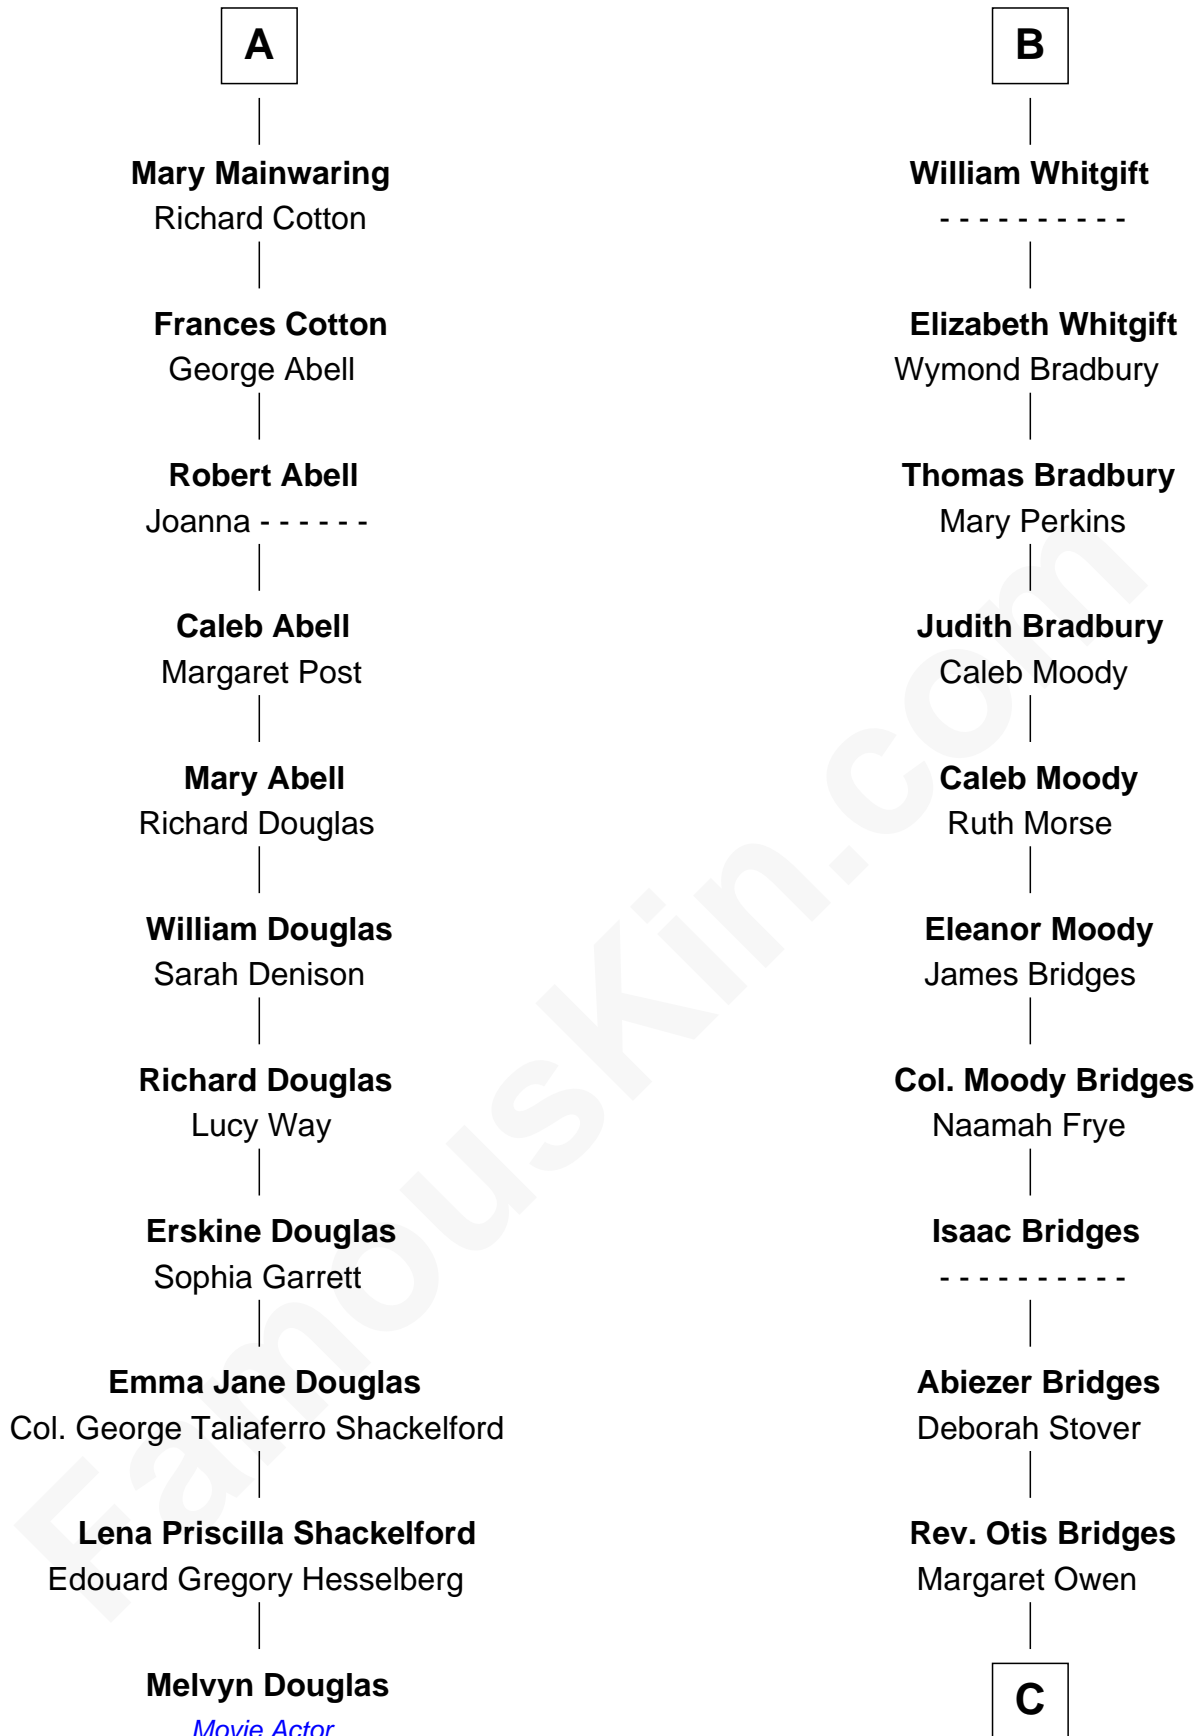 A
Mary Mainwaring
Richard Cotton
Frances Cotton
George Abell
Robert Abell
Joanna - - - - - -
Caleb Abell
Margaret Post
Mary Abell
Richard Douglas
William Douglas
Sarah Denison
Richard Douglas
Lucy Way
Erskine Douglas
Sophia Garrett
Emma Jane Douglas
Col. George Taliaferro Shackelford
Lena Priscilla Shackelford
Edouard Gregory Hesselberg
Melvyn Douglas
Movie Actor
B
William Whitgift
- - - - - - - - - -
Elizabeth Whitgift
Wymond Bradbury
Thomas Bradbury
Mary Perkins
Judith Bradbury
Caleb Moody
Caleb Moody
Ruth Morse
Eleanor Moody
James Bridges
Col. Moody Bridges
Naamah Frye
Isaac Bridges
- - - - - - - - - -
Abiezer Bridges
Deborah Stover
Rev. Otis Bridges
Margaret Owen
C
FamousKin.com